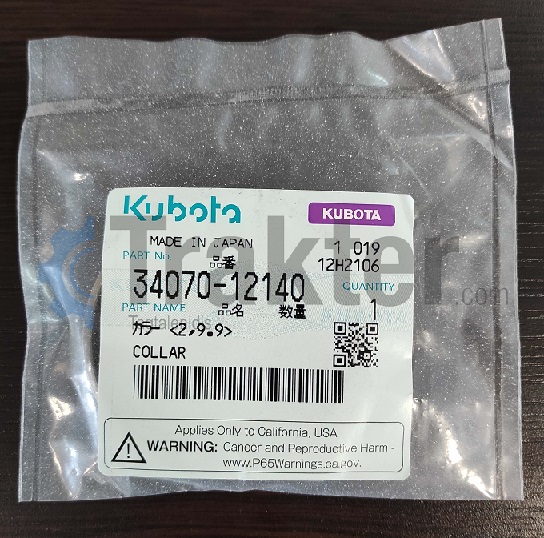 Kubota
KUBOTA
MADE IN JAPAN
1 019
PART No
品番
12H2106
34070-12140
QUANTITY
PART NAME
品名
数量
1
カラー <2,9.9>
COLLAR
Trakter.com
Applies Only to California, USA
WARNING: Cancer and Reproductive Harm -
www.P65Warnings.ca.gov.